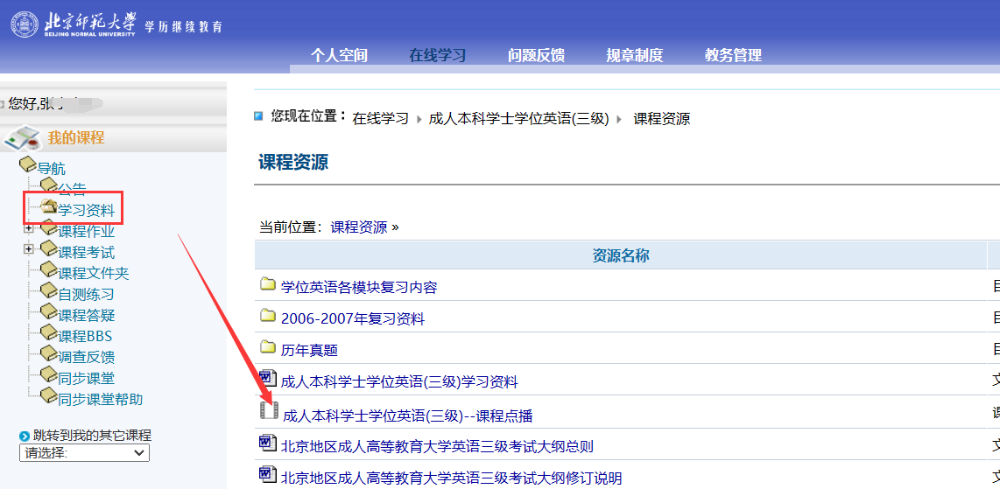 北京师范大学 学历继续教育
BEIJING NORMAL UNIVERSITY
个人空间 在线学习 问题反馈 规章制度 教务管理
您好,张
我的课程
导航
公告
学习资料
课程作业
课程考试
课程文件夹
自测练习
课程答疑
课程BBS
调查反馈
同步课堂
同步课堂帮助
跳转到我的其它课程
请选择:
您现在位置： 在线学习 成人本科学士学位英语(三级) 课程资源
课程资源
当前位置：课程资源 »
资源名称
学位英语各模块复习内容
2006-2007年复习资料
历年真题
成人本科学士学位英语(三级)学习资料
成人本科学士学位英语(三级)--课程点播
北京地区成人高等教育大学英语三级考试大纲总则
北京地区成人高等教育大学英语三级考试大纲修订说明